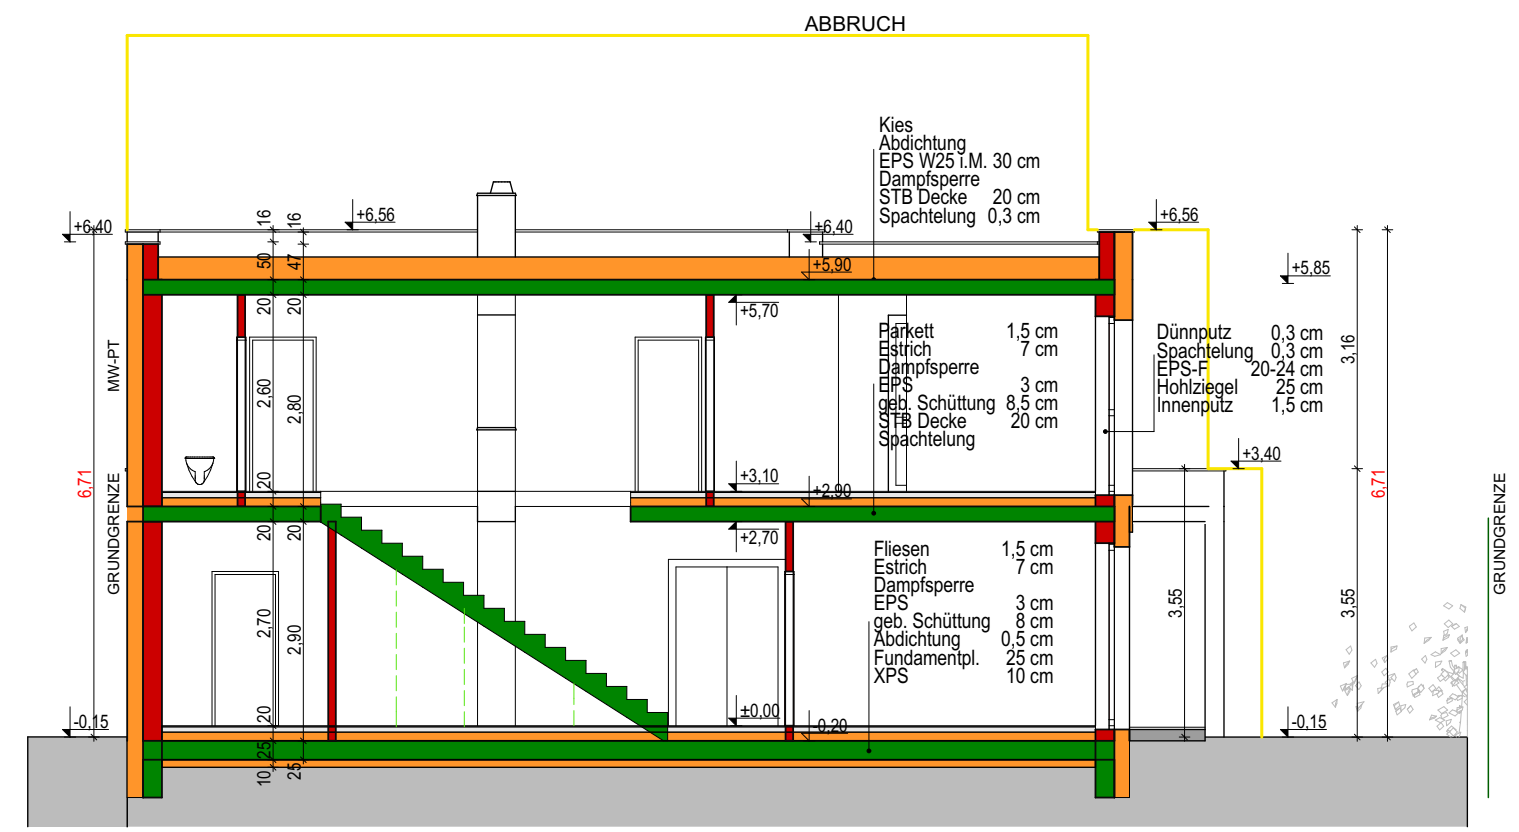 ABBRUCH
Kies
Abdichtung
EPS W25 i.M. 30 cm
Dampfsperre
STB Decke 20 cm
Spachtelung 0,3 cm
+6,40
16
16
+6,56
+6,40
+6,56
50
47
+5,90
+5,85
20
20
+5,70
MW-PT
Parkett 1,5 cm
Estrich 7 cm
Dampfsperre
EPS 3 cm
geb. Schüttung 8,5 cm
STB Decke 20 cm
Spachtelung
Dünnputz 0,3 cm
Spachtelung 0,3 cm
EPS-F 20-24 cm
Hohlziegel 25 cm
Innenputz 1,5 cm
3,16
2,60
2,80
6,71
GRUNDGRENZE
20
+3,10
+2,90
+3,40
6,71
GRUNDGRENZE
20
20
+2,70
Fliesen 1,5 cm
Estrich 7 cm
Dampfsperre
EPS 3 cm
geb. Schüttung 8 cm
Abdichtung 0,5 cm
Fundamentpl. 25 cm
XPS 10 cm
2,70
2,90
3,55
3,55
-0,15
20
±0,00
-0,20
-0,15
25
10
25